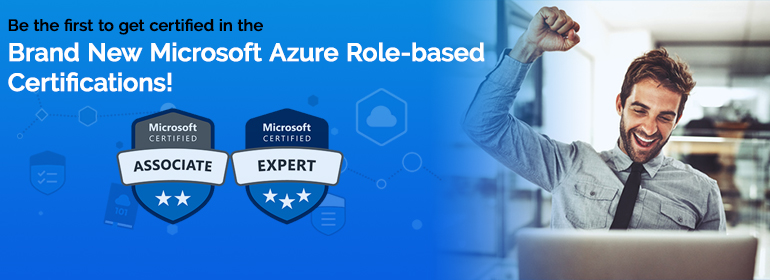 Be the first to get certified in the
Brand New Microsoft Azure Role-based
Certifications!
Microsoft
CERTIFIED
ASSOCIATE
Microsoft
CERTIFIED
EXPERT
101